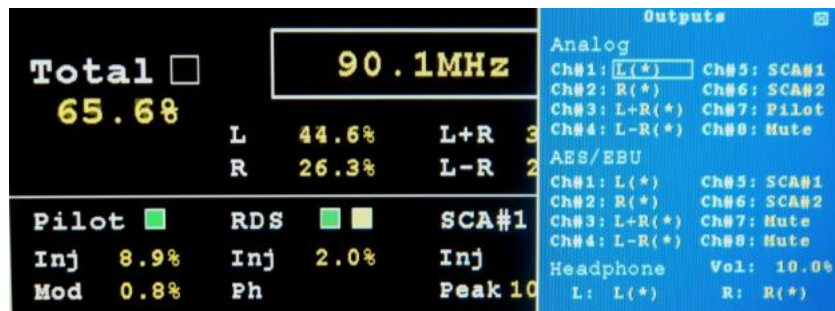 Total
65.6%
90.1MHz
L 44.6% L+R 3
R 26.3% L-R 2
Pilot RDS SCA#1
Inj 8.9% Inj 2.0% Inj
Mod 0.8% Ph Peak 10
Outputs
Analog
Ch#1: L(*) Ch#5: SCA#1
Ch#2: R(*) Ch#6: SCA#2
Ch#3: L+R(*) Ch#7: Pilot
Ch#4: L-R(*) Ch#8: Mute
AES/EBU
Ch#1: L(*) Ch#5: SCA#1
Ch#2: R(*) Ch#6: SCA#2
Ch#3: L+R(*) Ch#7: Mute
Ch#4: L-R(*) Ch#8: Mute
Headphone Vol: 10.0%
L: L(*) R: R(*)